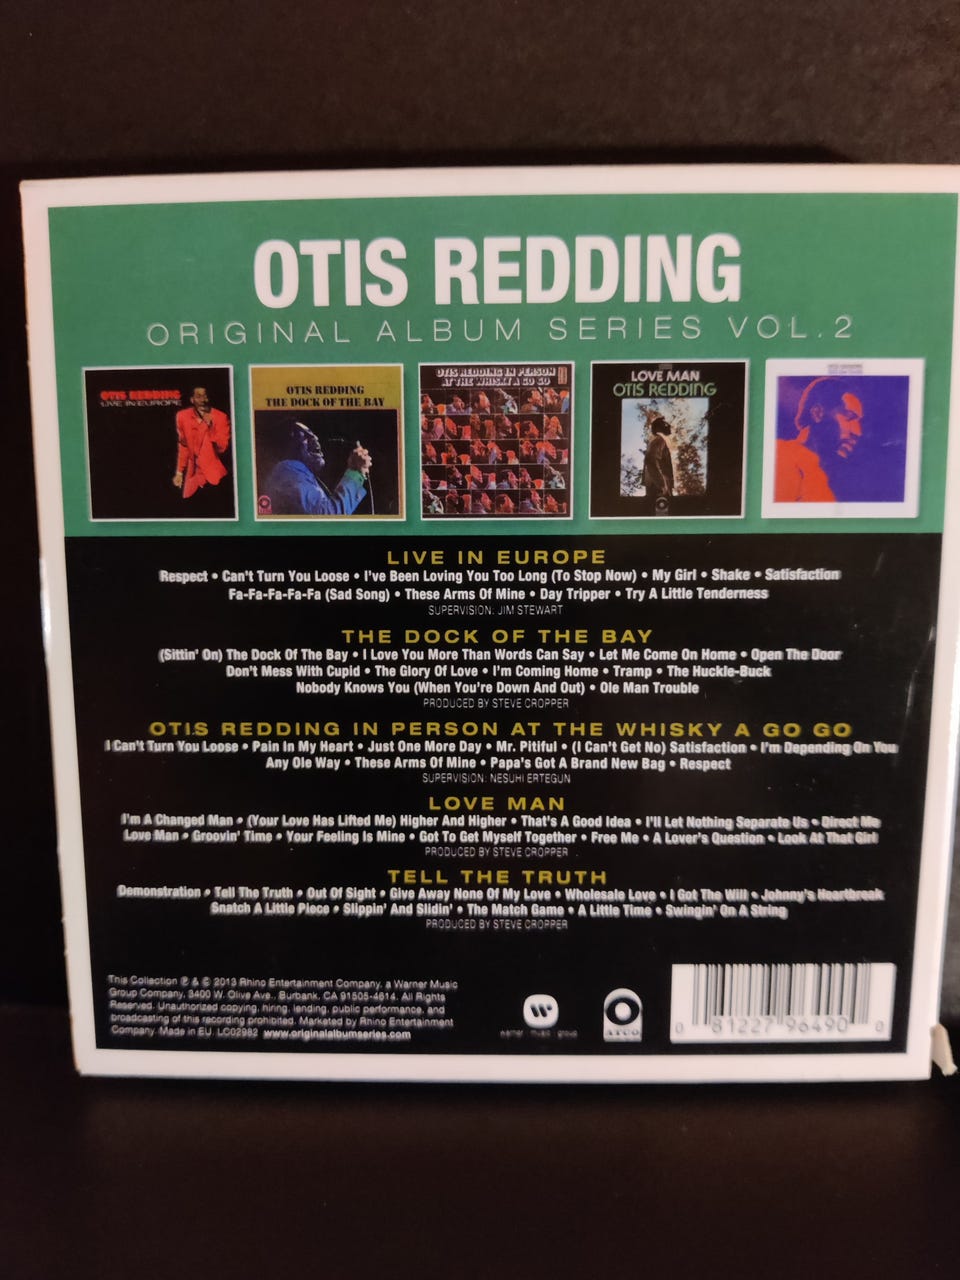 OTIS REDDING
ORIGINAL ALBUM SERIES VOL.2
OTIS REDDING
LIVE IN EUROPE
OTIS REDDING
THE DOCK OF THE BAY
OTIS REDDING IN PERSON
AT THE WHISKY A GO GO
LOVE MAN
OTIS REDDING
LIVE IN EUROPE
Respect • Can't Turn You Loose • I've Been Loving You Too Long (To Stop Now) • My Girl • Shake • Satisfaction
Fa-Fa-Fa-Fa-Fa (Sad Song) • These Arms Of Mine • Day Tripper • Try A Little Tenderness
SUPERVISION: JIM STEWART
THE DOCK OF THE BAY
(Sittin' On) The Dock Of The Bay • I Love You More Than Words Can Say • Let Me Come On Home • Open The Door
Don't Mess With Cupid • The Glory Of Love • I'm Coming Home • Tramp • The Huckle-Buck
Nobody Knows You (When You're Down And Out) • Ole Man Trouble
PRODUCED BY STEVE CROPPER
OTIS REDDING IN PERSON AT THE WHISKY A GO GO
I Can't Turn You Loose • Pain In My Heart • Just One More Day • Mr. Pitiful • (I Can't Get No) Satisfaction • I'm Depending On You
Any Ole Way • These Arms Of Mine • Papa's Got A Brand New Bag • Respect
SUPERVISION: NESUHI ERTEGUN
LOVE MAN
I'm A Changed Man • (Your Love Has Lifted Me) Higher And Higher • That's A Good Idea • I'll Let Nothing Separate Us • Direct Me
Love Man • Groovin' Time • Your Feeling Is Mine • Got To Get Myself Together • Free Me • A Lover's Question • Look At That Girl
PRODUCED BY STEVE CROPPER
TELL THE TRUTH
Demonstration • Tell The Truth • Out Of Sight • Give Away None Of My Love • Wholesale Love • I Got The Will • Johnny's Heartbreak
Snatch A Little Piece • Slippin' And Slidin' • The Match Game • A Little Time • Swingin' On A String
PRODUCED BY STEVE CROPPER
This Collection ℗ & © 2013 Rhino Entertainment Company, a Warner Music
Group Company, 3400 W. Olive Ave., Burbank, CA 91505-4614. All Rights
Reserved. Unauthorized copying, hiring, lending, public performance, and
broadcasting of this recording prohibited. Marketed by Rhino Entertainment
Company. Made in EU. LC02982 www.originalalbumseries.com
warner music group
ATCO
0 81227 96490 0